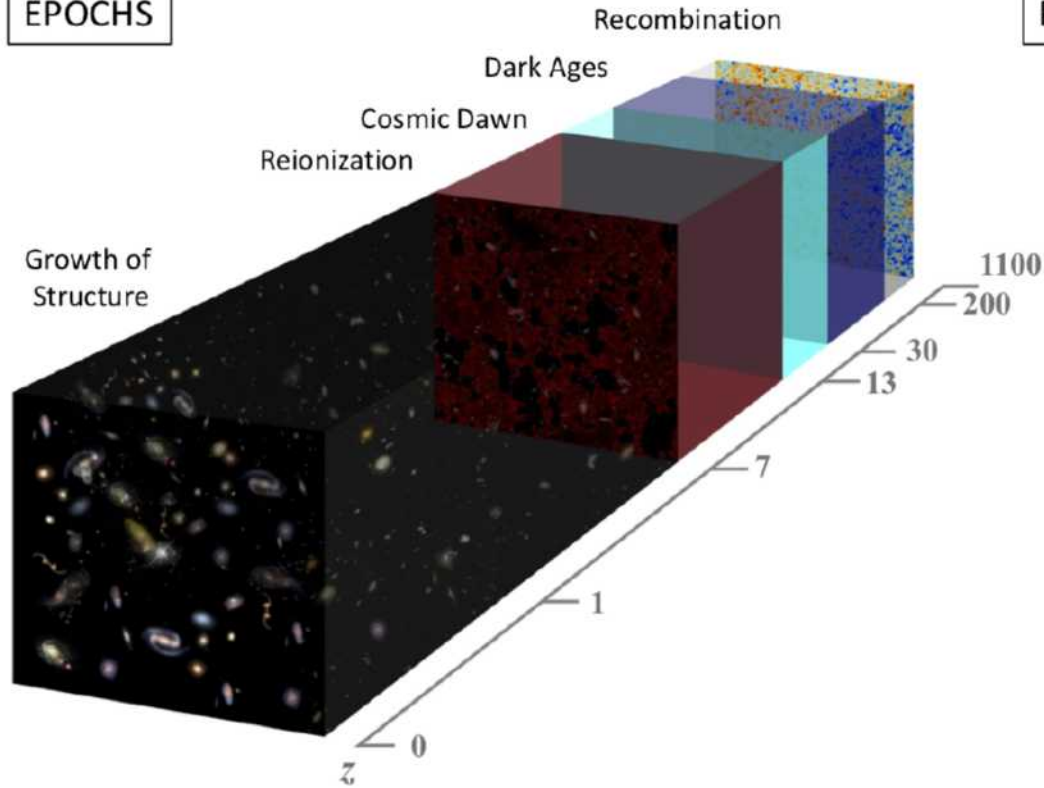 EPOCHS
Recombination
Dark Ages
Cosmic Dawn
Reionization
Growth of
Structure
1100
200
30
13
7
1
0
z